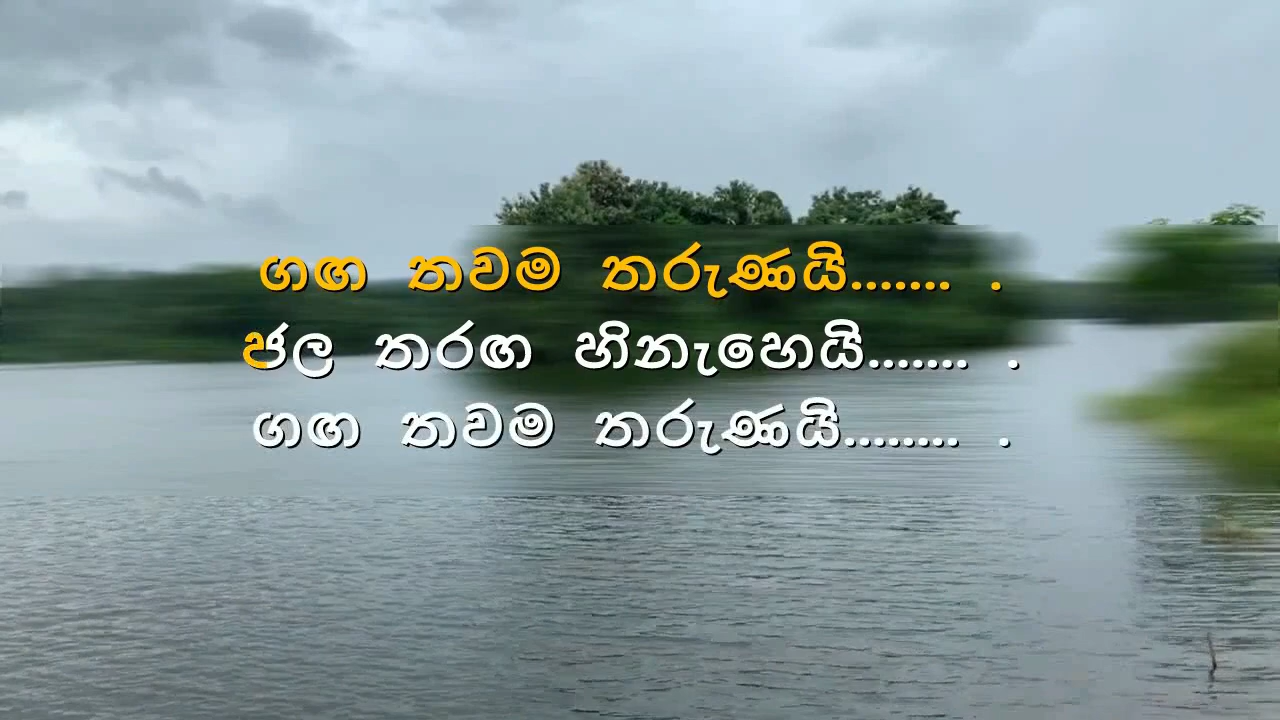 ගඟ තවම තරුණයි....... .
ජල තරඟ හිනැහෙයි....... .
ගඟ තවම තරුණයි........ .